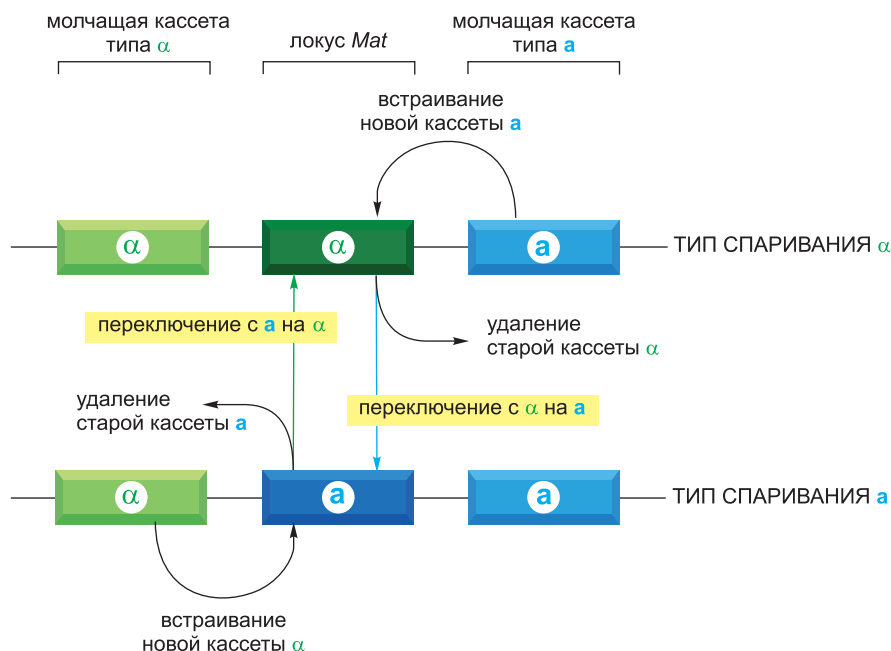 молчащая кассета
типа α
локус Mat
молчащая кассета
типа а
встраивание
новой кассеты а
α
α
а
ТИП СПАРИВАНИЯ α
переключение с а на α
удаление
старой кассеты α
удаление
старой кассеты а
переключение с α на а
α
а
а
ТИП СПАРИВАНИЯ а
встраивание
новой кассеты α